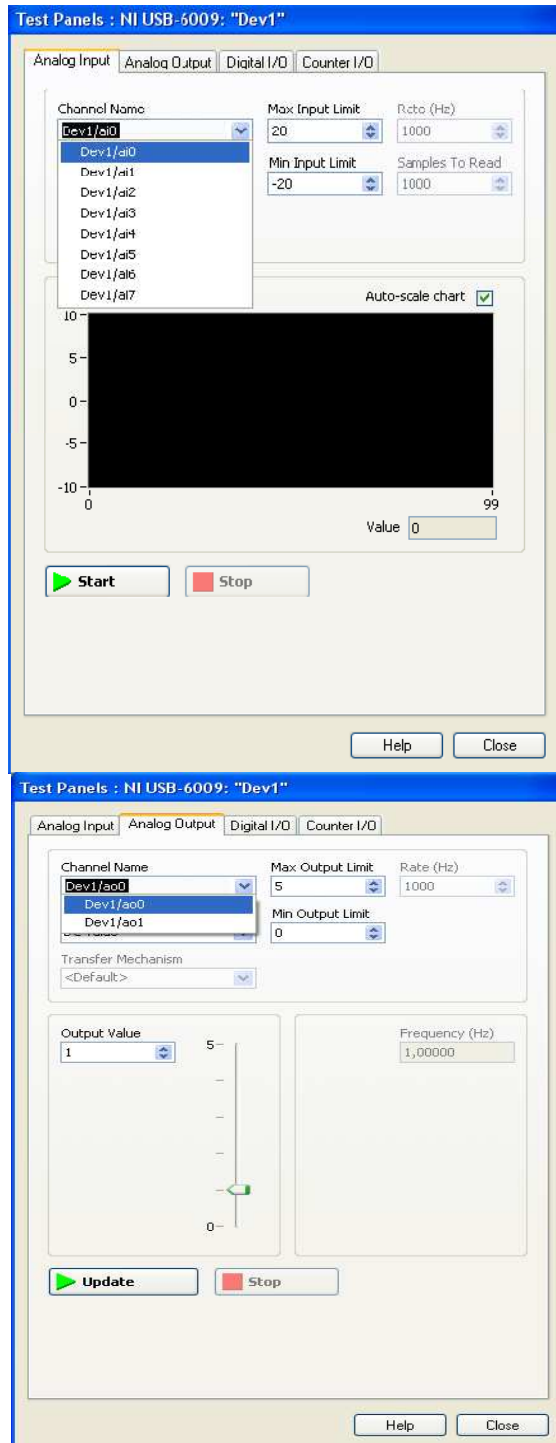 Test Panels : NI USB-6009: "Dev1"
Analog Input Analog Output Digital I/O Counter I/O
Channel Name Max Input Limit Rate (Hz)
Dev1/ai0 20 1000
Dev1/ai0
Min Input Limit Samples To Read
Dev1/ai1
-20 1000
Dev1/ai2
Dev1/ai3
Dev1/ai4
Dev1/ai5
Dev1/ai6
Dev1/ai7
Auto-scale chart
10
5
0
-5
-10
0 99
Value 0
Start Stop
Help Close
Test Panels : NI USB-6009: "Dev1"
Analog Input Analog Output Digital I/O Counter I/O
Channel Name Max Output Limit Rate (Hz)
Dev1/ao0 5 1000
Dev1/ao0
Min Output Limit
Dev1/ao1
0
Transfer Mechanism
<Default>
Output Value Frequency (Hz)
1 5 1,00000
0
Update Stop
Help Close